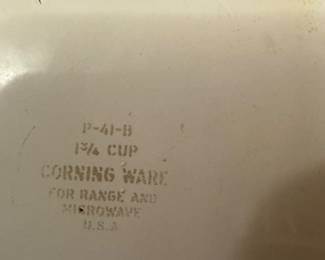 P-41-B
1¾ CUP
CORNING WARE
FOR RANGE AND
MICROWAVE
U.S.A